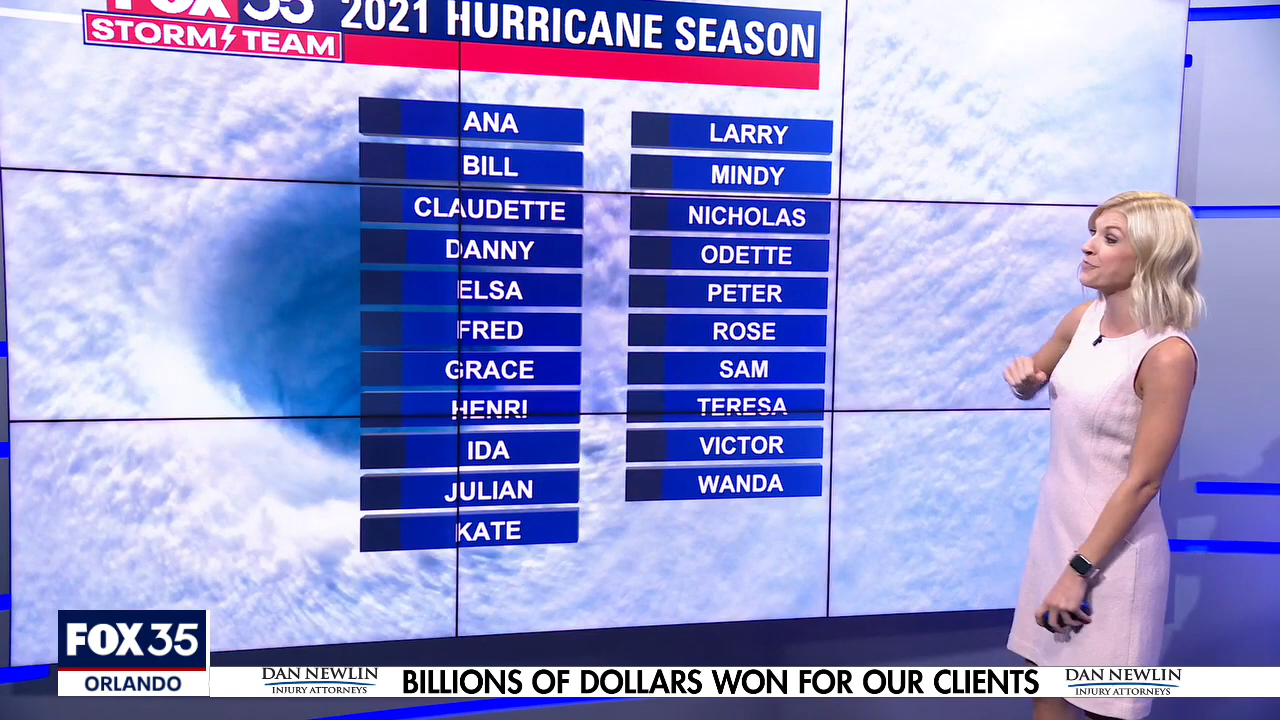 FOX 35
STORM TEAM
2021 HURRICANE SEASON
ANA
BILL
CLAUDETTE
DANNY
ELSA
FRED
GRACE
HENRI
IDA
JULIAN
KATE
LARRY
MINDY
NICHOLAS
ODETTE
PETER
ROSE
SAM
TERESA
VICTOR
WANDA
FOX 35
ORLANDO
DAN NEWLIN
INJURY ATTORNEYS
BILLIONS OF DOLLARS WON FOR OUR CLIENTS
DAN NEWLIN
INJURY ATTORNEYS